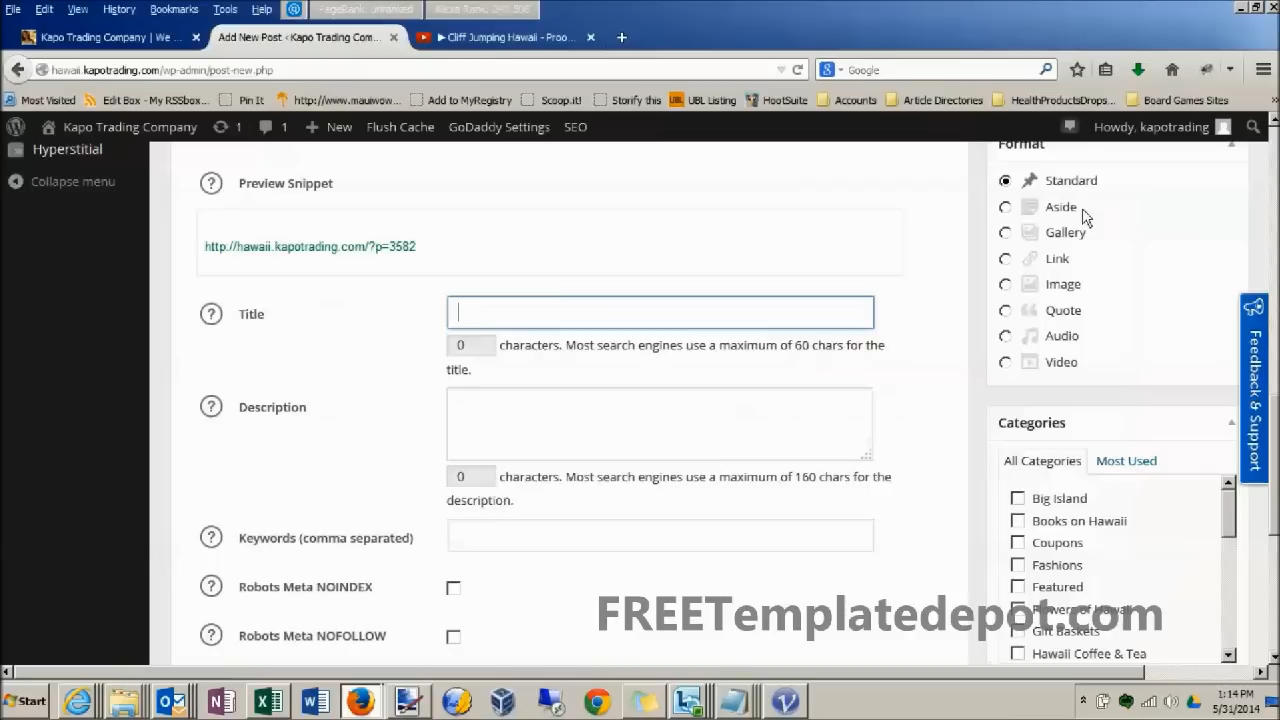 File Edit View History Bookmarks Tools Help PageRank: unranked
Kapo Trading Company | We ... Add New Post ‹ Kapo Trading Com... ▶ Cliff Jumping Hawaii - Proo...
hawaii.kapotrading.com/wp-admin/post-new.php Google
Most Visited Edit Box - My RSSbox... Pin It http://www.mauiwow... Add to MyRegistry Scoop.it! Storify this UBL UBL Listing HootSuite Accounts Article Directories HealthProductsDrops... Board Games Sites
Kapo Trading Company 1 1 New Flush Cache GoDaddy Settings SEO Howdy, kapotrading
Hyperstitial
Collapse menu
Preview Snippet
http://hawaii.kapotrading.com/?p=3582
Title
0 characters. Most search engines use a maximum of 60 chars for the
title.
Description
0 characters. Most search engines use a maximum of 160 chars for the
description.
Keywords (comma separated)
Robots Meta NOINDEX
Robots Meta NOFOLLOW
Format
Standard
Aside
Gallery
Link
Image
Quote
Audio
Video
Categories
All Categories Most Used
Big Island
Books on Hawaii
Coupons
Fashions
Featured
Flowers of Hawaii
Gift Baskets
Hawaii Coffee & Tea
Feedback & Support
FREETemplatedepot.com
Start
1:14 PM
5/31/2014